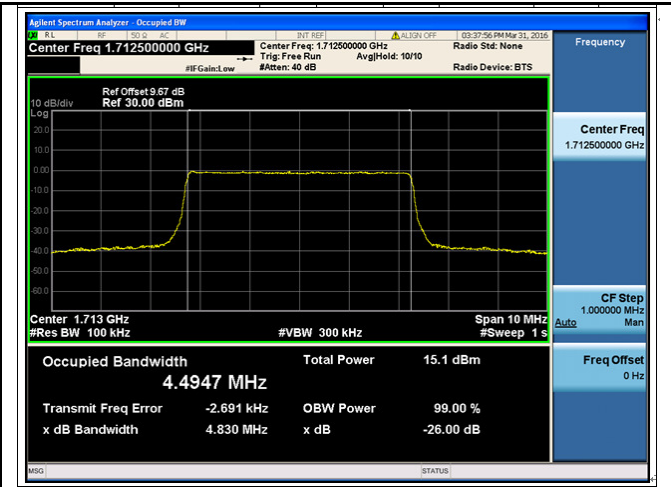 Agilent Spectrum Analyzer - Occupied BW
LXI RL RF 50 Ω AC INT REF ALIGN OFF 03:37:56 PM Mar 31, 2016
Center Freq 1.712500000 GHz
Center Freq: 1.712500000 GHz
Radio Std: None
Trig: Free Run Avg|Hold: 10/10
#IFGain:Low
#Atten: 40 dB
Radio Device: BTS
Frequency
Ref Offset 9.67 dB
10 dB/div Ref 30.00 dBm
Log
20.0
10.0
0.00
-10.0
-20.0
-30.0
-40.0
-50.0
-60.0
Center 1.713 GHz Span 10 MHz
#Res BW 100 kHz #VBW 300 kHz #Sweep 1 s
Occupied Bandwidth
4.4947 MHz
Total Power 15.1 dBm
Transmit Freq Error -2.691 kHz OBW Power 99.00 %
x dB Bandwidth 4.830 MHz x dB -26.00 dB
Center Freq
1.712500000 GHz
CF Step
1.000000 MHz
Auto Man
Freq Offset
0 Hz
MSG STATUS